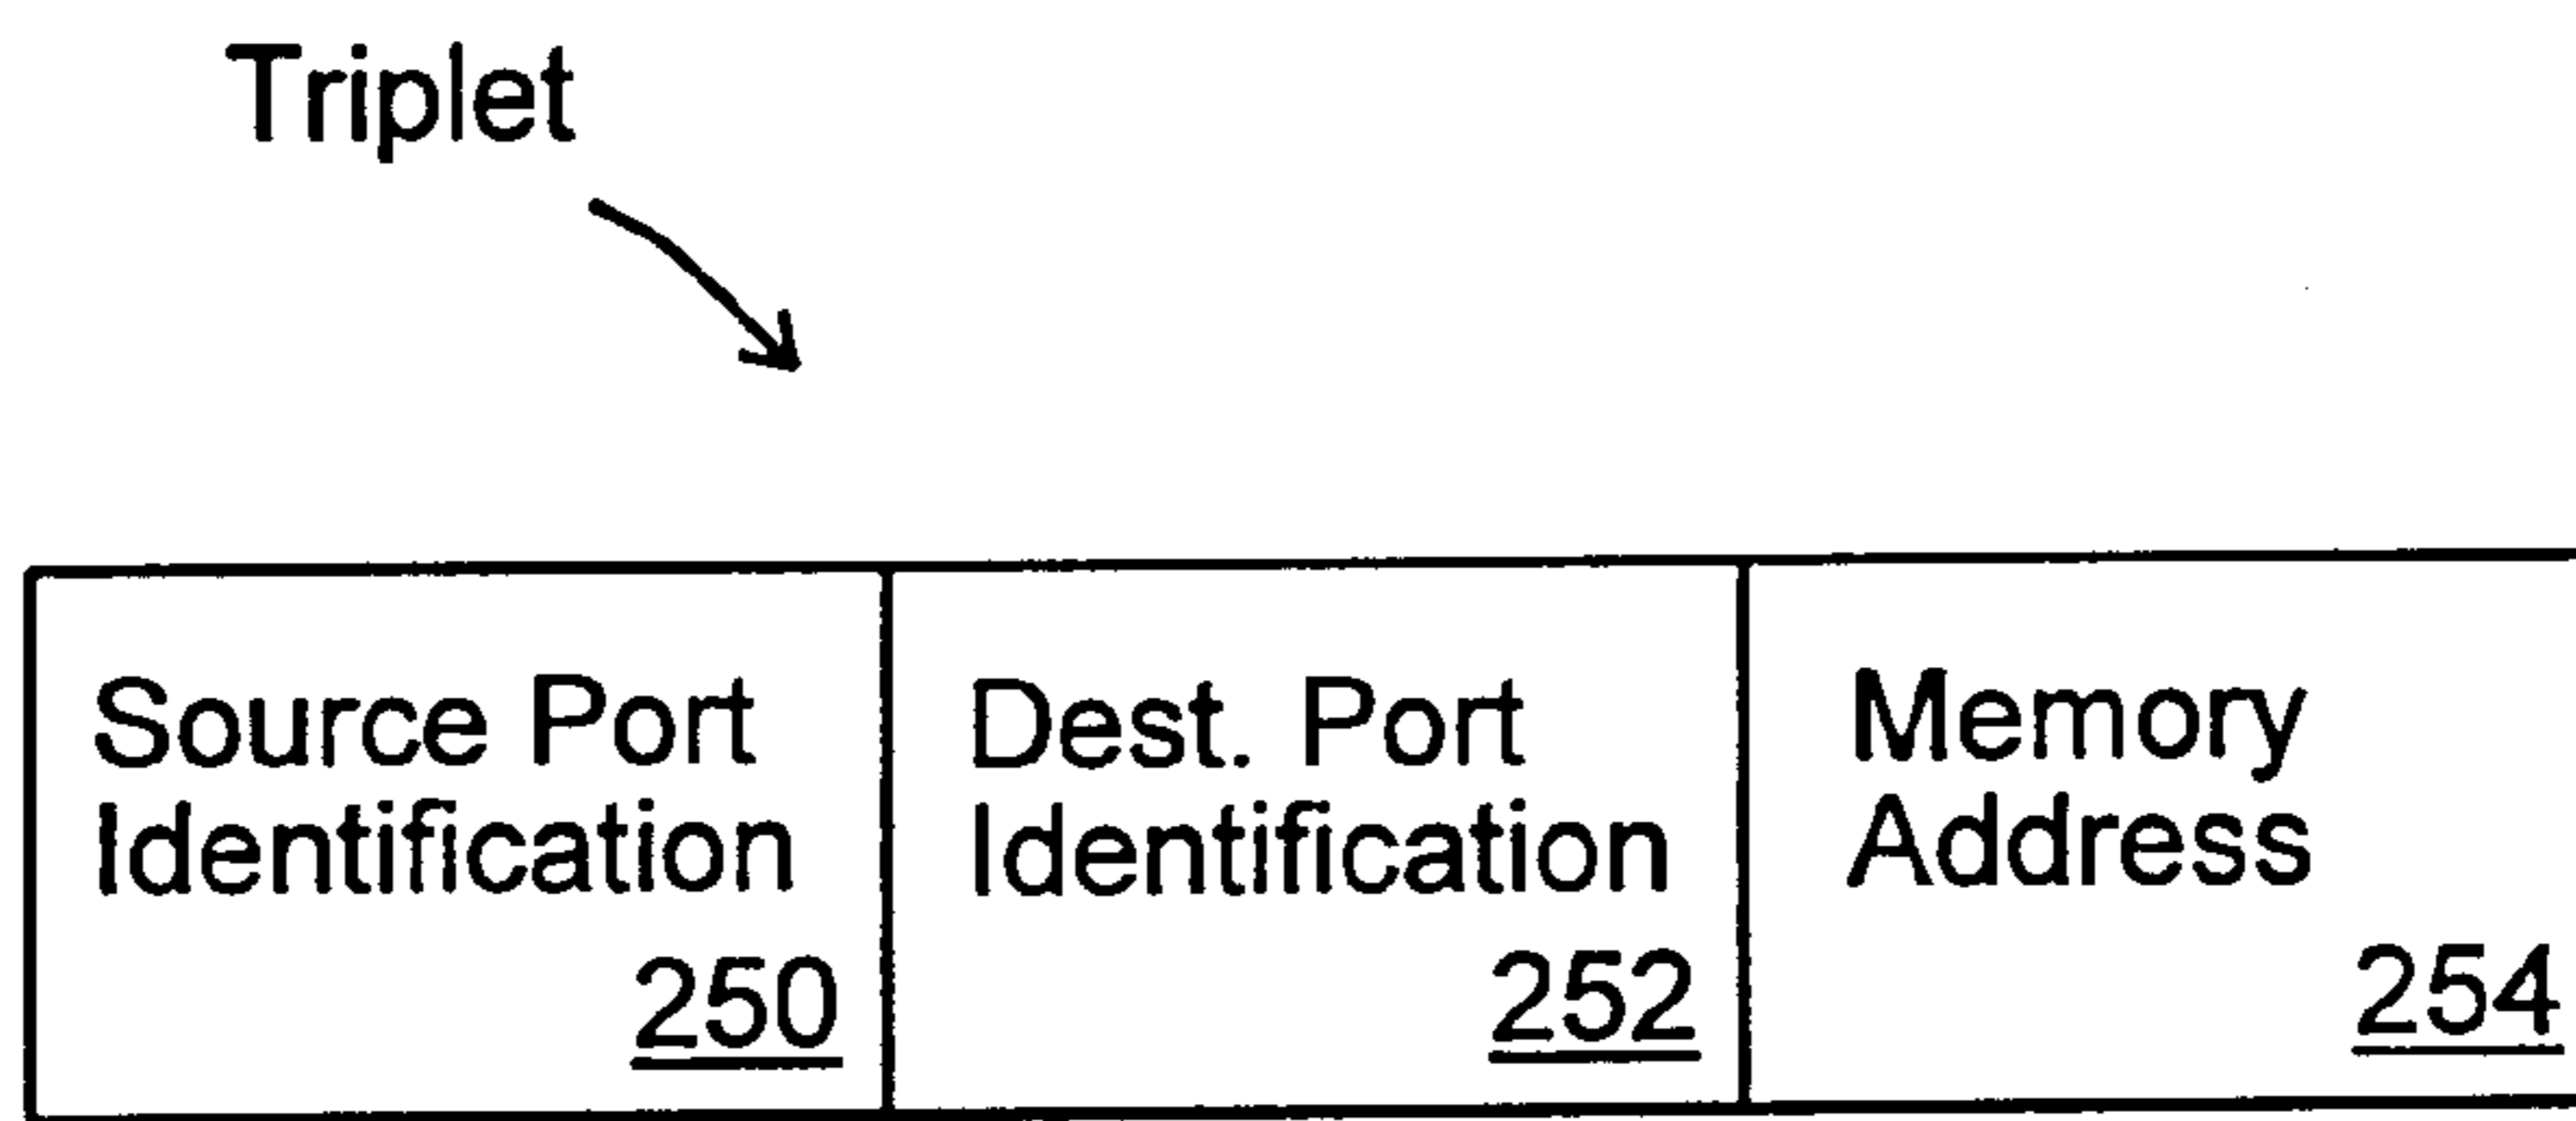 Triplet
Source Port
Identification
250
Dest. Port
Identification
252
Memory
Address
254